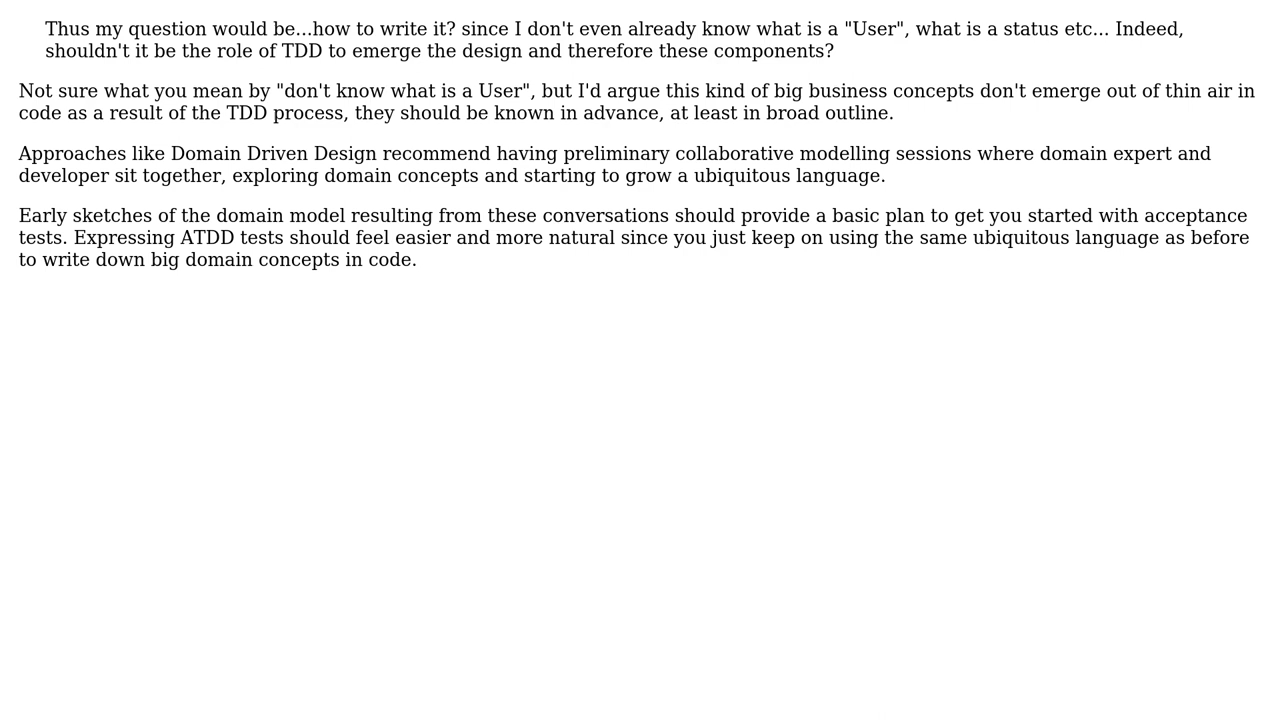 Thus my question would be...how to write it? since I don't even already know what is a "User", what is a status etc... Indeed,
shouldn't it be the role of TDD to emerge the design and therefore these components?
Not sure what you mean by "don't know what is a User", but I'd argue this kind of big business concepts don't emerge out of thin air in
code as a result of the TDD process, they should be known in advance, at least in broad outline.
Approaches like Domain Driven Design recommend having preliminary collaborative modelling sessions where domain expert and
developer sit together, exploring domain concepts and starting to grow a ubiquitous language.
Early sketches of the domain model resulting from these conversations should provide a basic plan to get you started with acceptance
tests. Expressing ATDD tests should feel easier and more natural since you just keep on using the same ubiquitous language as before
to write down big domain concepts in code.